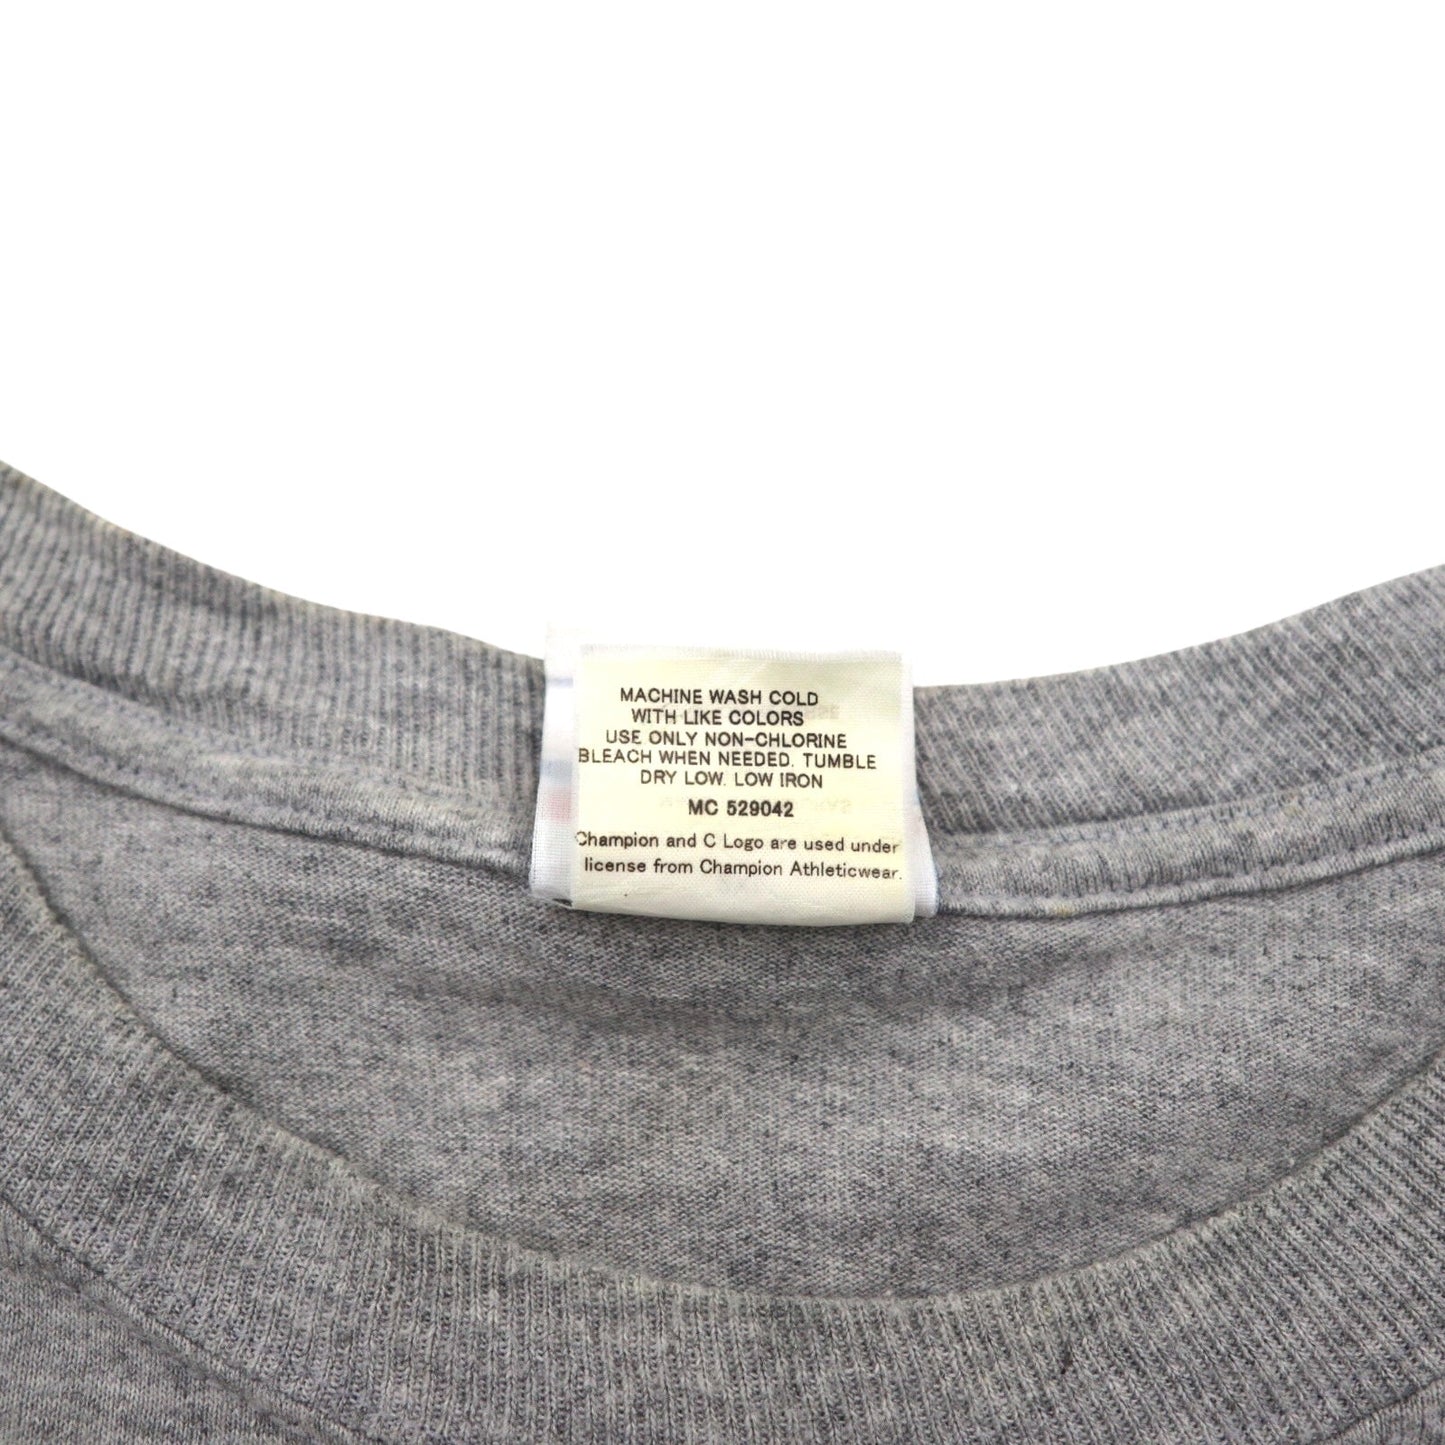 MACHINE WASH COLD
WITH LIKE COLORS
USE ONLY NON-CHLORINE
BLEACH WHEN NEEDED. TUMBLE
DRY LOW. LOW IRON
MC 529042
Champion and C Logo are used under
license from Champion Athleticwear.